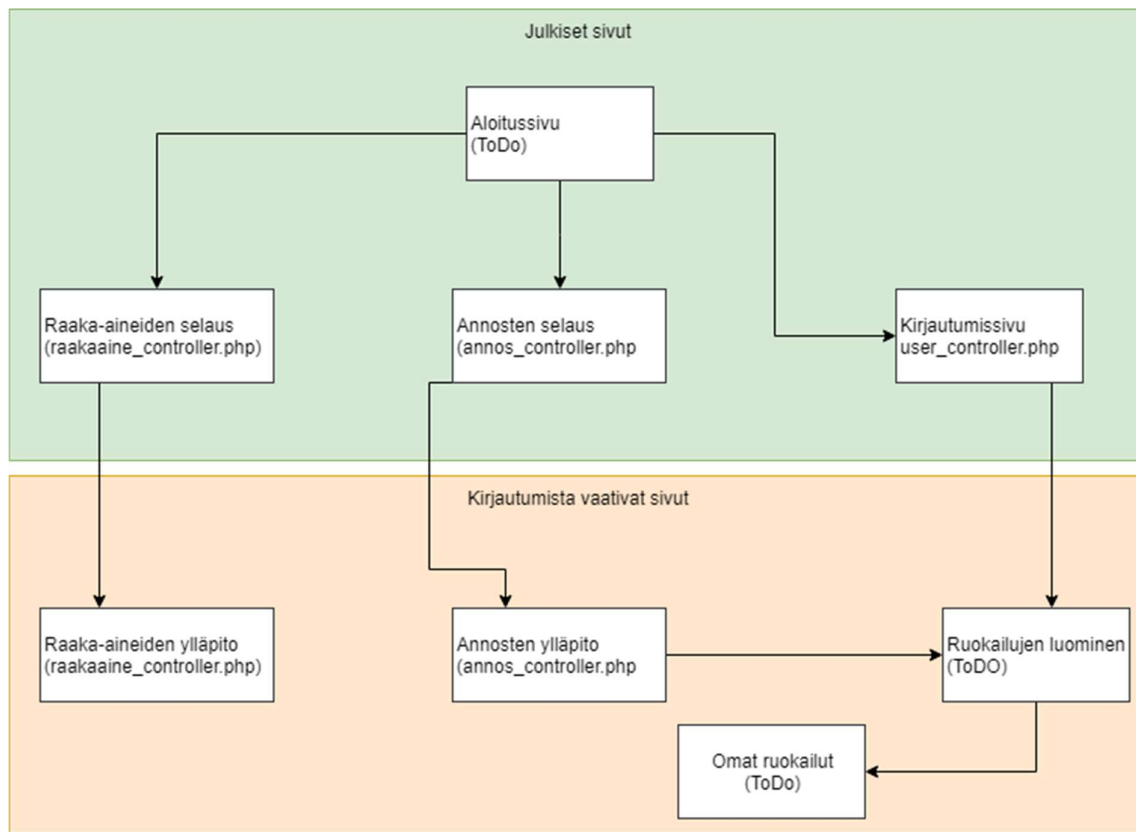 Julkiset sivut
Aloitussivu
(ToDo)
Raaka-aineiden selaus
(raakaaine_controller.php)
Annosten selaus
(annos_controller.php
Kirjautumissivu
user_controller.php
Kirjautumista vaativat sivut
Raaka-aineiden ylläpito
(raakaaine_controller.php)
Annosten ylläpito
(annos_controller.php
Ruokailujen luominen
(ToDO)
Omat ruokailut
(ToDo)